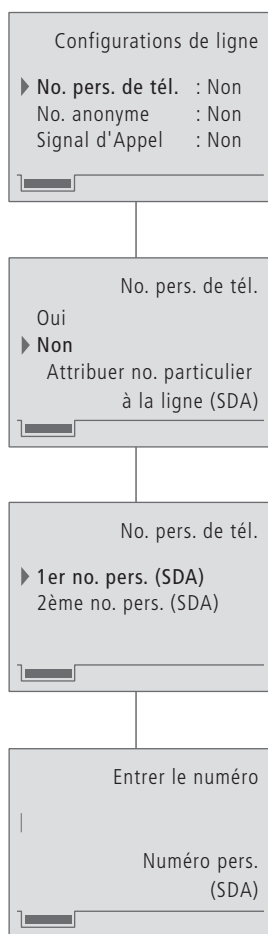 Configurations de ligne
No. pers. de tél. : Non
No. anonyme : Non
Signal d'Appel : Non
No. pers. de tél.
Oui
Non
Attribuer no. particulier
à la ligne (SDA)
No. pers. de tél.
1er no. pers. (SDA)
2ème no. pers. (SDA)
Entrer le numéro
Numéro pers.
(SDA)